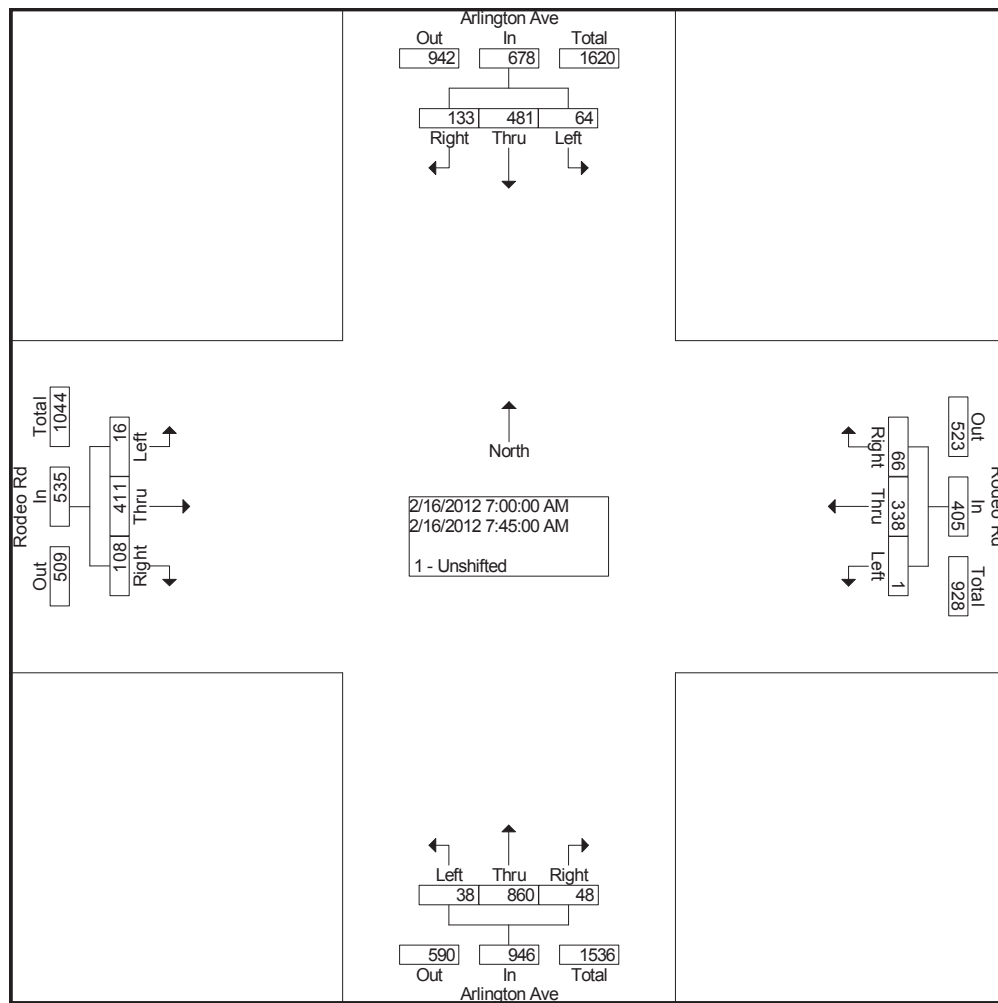 Arlington Ave
Out In Total
942 678 1620
133 481 64
Right Thru Left
Rodeo Rd
Out In Total
509 535 1044
Left Thru Right
16 411 108
North
2/16/2012 7:00:00 AM
2/16/2012 7:45:00 AM
1 - Unshifted
Right Thru Left
66 338 1
Out In Total
523 405 928
Rodeo Rd
Left Thru Right
38 860 48
590 946 1536
Out In Total
Arlington Ave